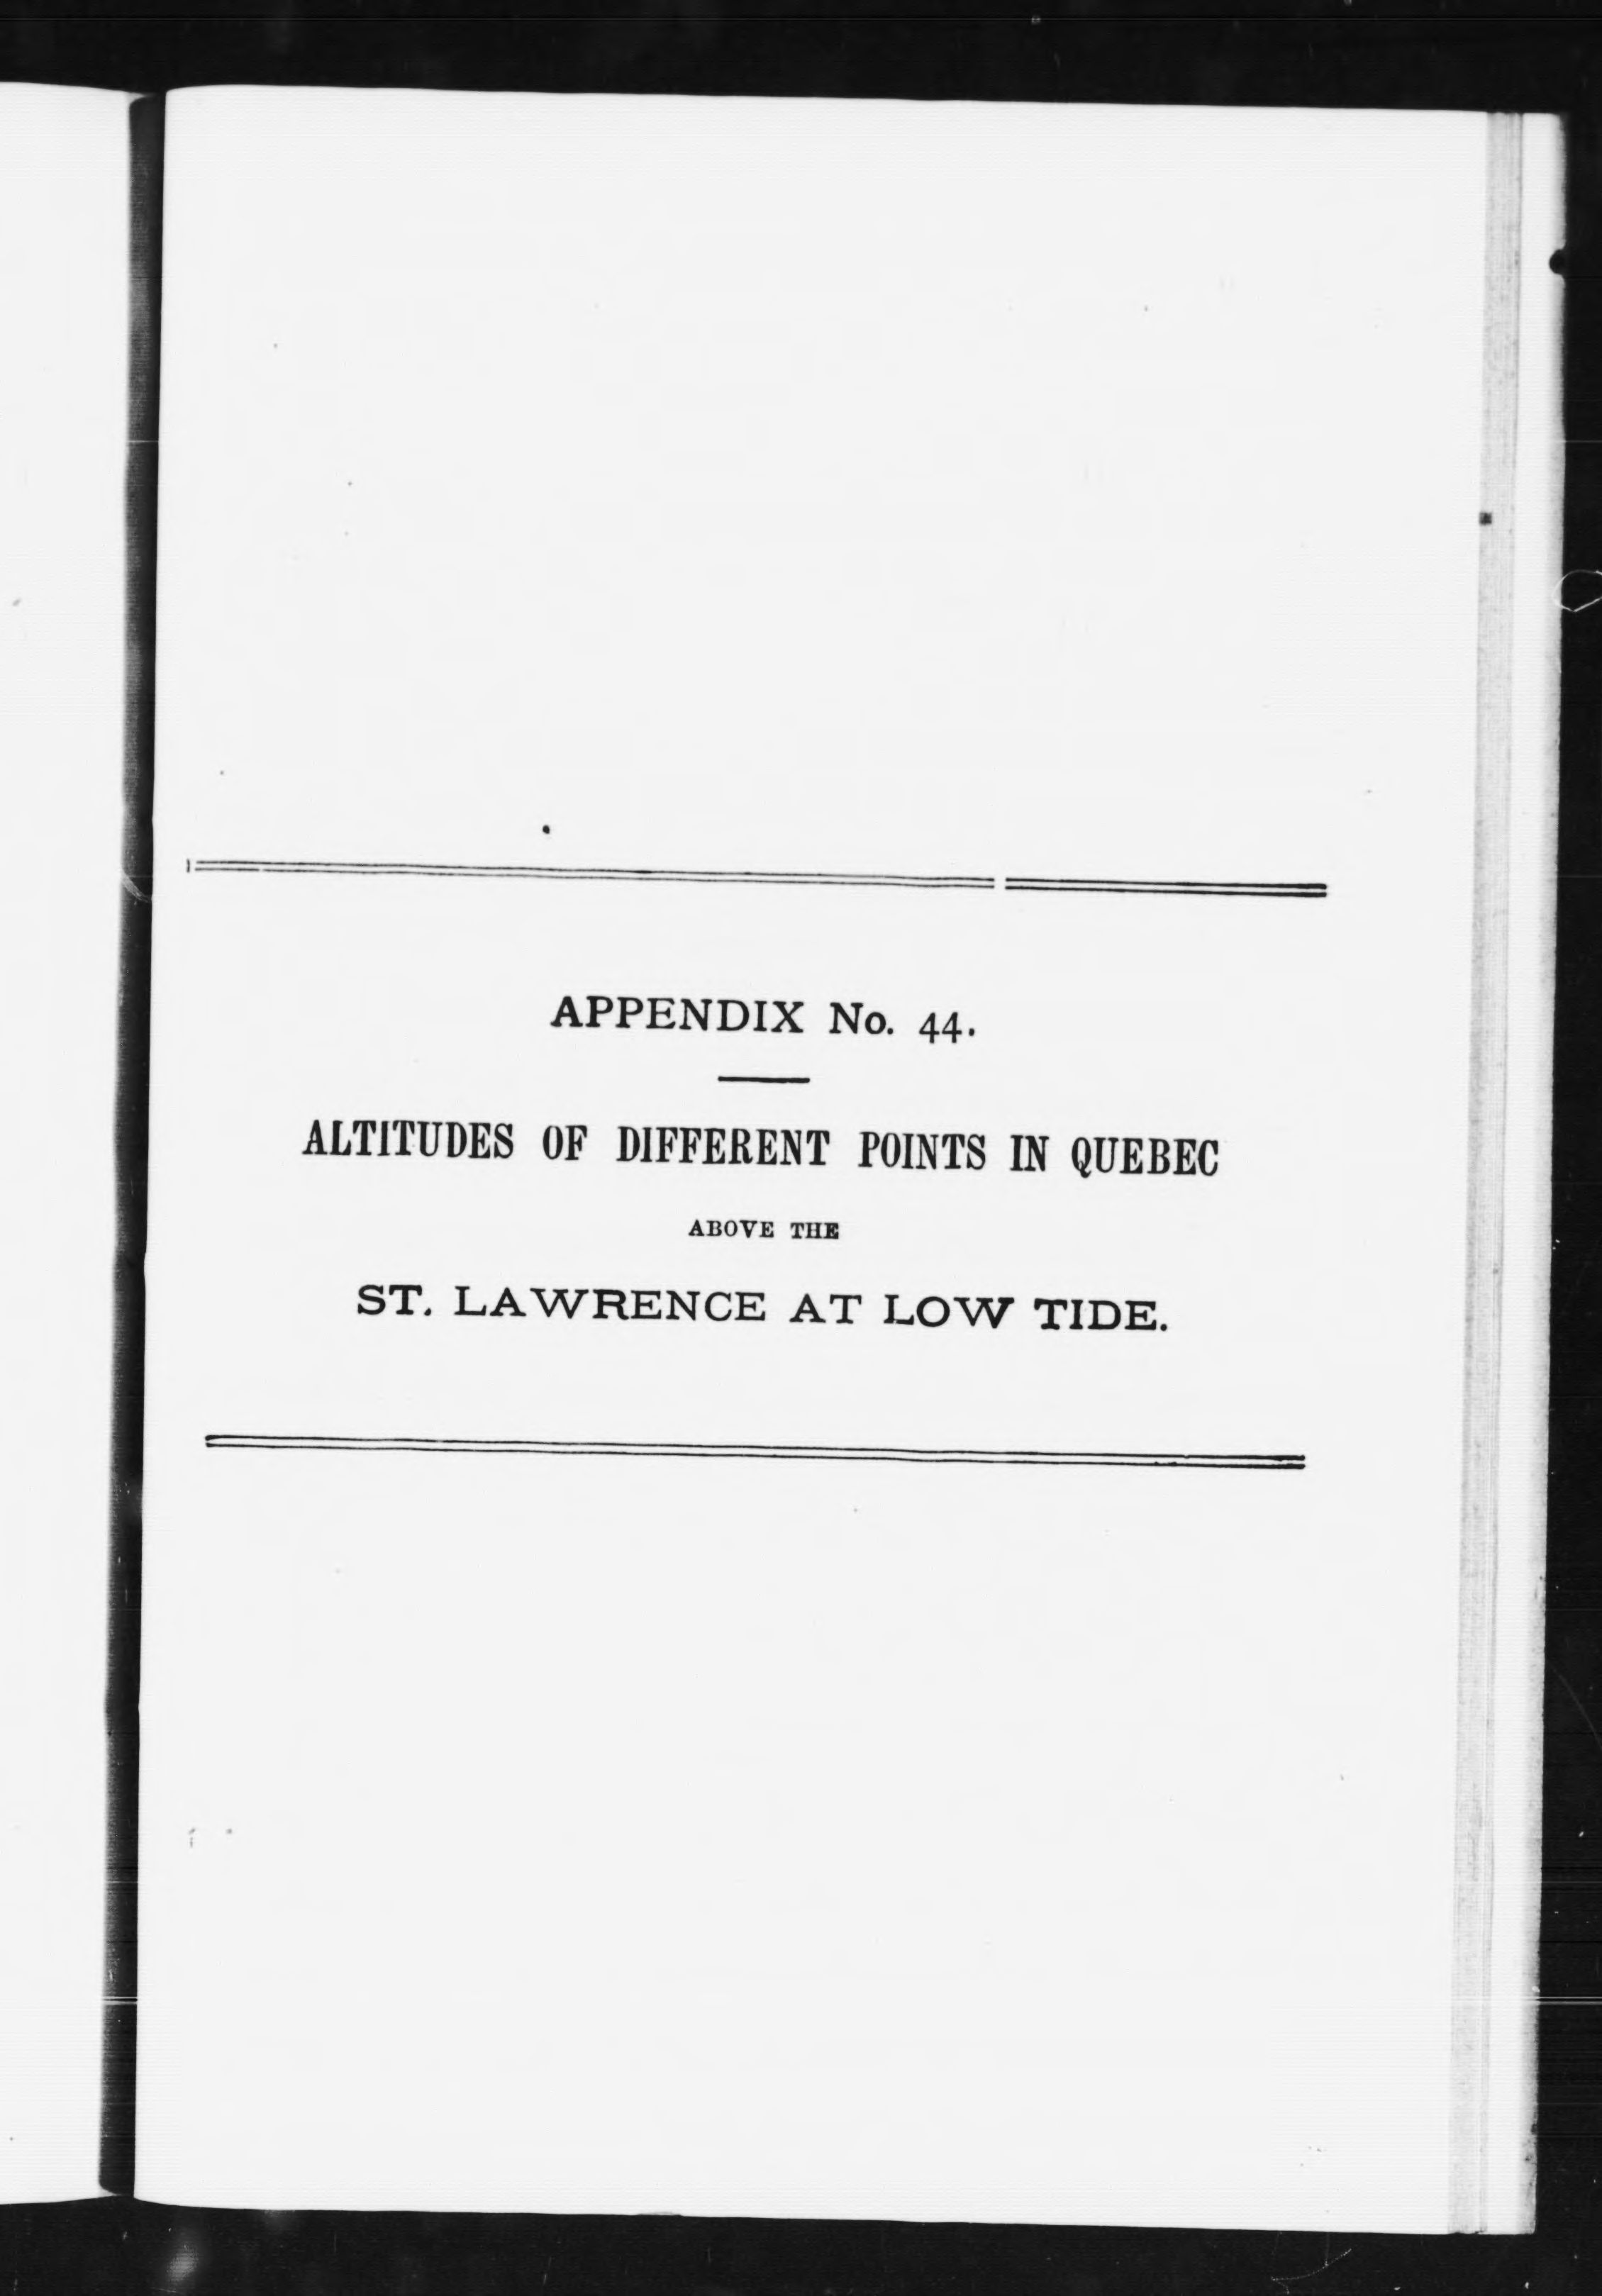 APPENDIX No. 44.
ALTITUDES OF DIFFERENT POINTS IN QUEBEC
ABOVE THE
ST. LAWRENCE AT LOW TIDE.